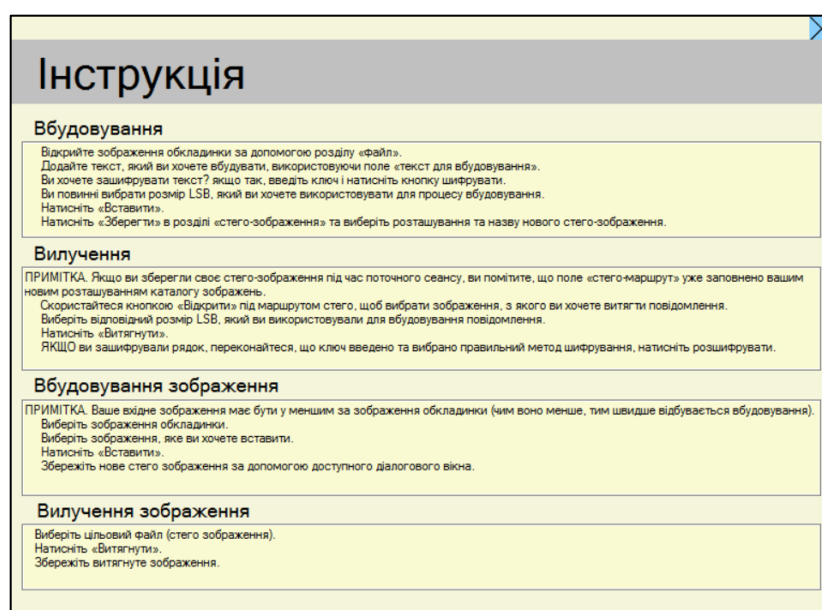 Інструкція
Вбудовування
Відкрийте зображення обкладинки за допомогою розділу «файл».
Додайте текст, який ви хочете вбудувати, використовуючи поле «текст для вбудовування».
Ви хочете зашифрувати текст? якщо так, введіть ключ і натисніть кнопку шифрувати.
Ви повинні вибрати розмір LSB, який ви хочете використовувати для процесу вбудовування.
Натисніть «Вставити».
Натисніть «Зберегти» в розділі «стего-зображення» та виберіть розташування та назву нового стего-зображення.
Вилучення
ПРИМІТКА. Якщо ви зберегли своє стего-зображення під час поточного сеансу, ви помітите, що поле «стего-маршрут» уже заповнено вашим
новим розташуванням каталогу зображень.
Скористайтеся кнопкою «Відкрити» під маршрутом стего, щоб вибрати зображення, з якого ви хочете витягти повідомлення.
Виберіть відповідний розмір LSB, який ви використовували для вбудовування повідомлення.
Натисніть «Витягнути».
ЯКЩО ви зашифрували рядок, переконайтеся, що ключ введено та вибрано правильний метод шифрування, натисніть розшифрувати.
Вбудовування зображення
ПРИМІТКА. Ваше вхідне зображення має бути у меншим за зображення обкладинки (чим воно менше, тим швидше відбувається вбудовування).
Виберіть зображення обкладинки.
Виберіть зображення, яке ви хочете вставити.
Натисніть «Вставити».
Збережіть нове стего зображення за допомогою доступного діалогового вікна.
Вилучення зображення
Виберіть цільовий файл (стего зображення).
Натисніть «Витягнути».
Збережіть витягнуте зображення.